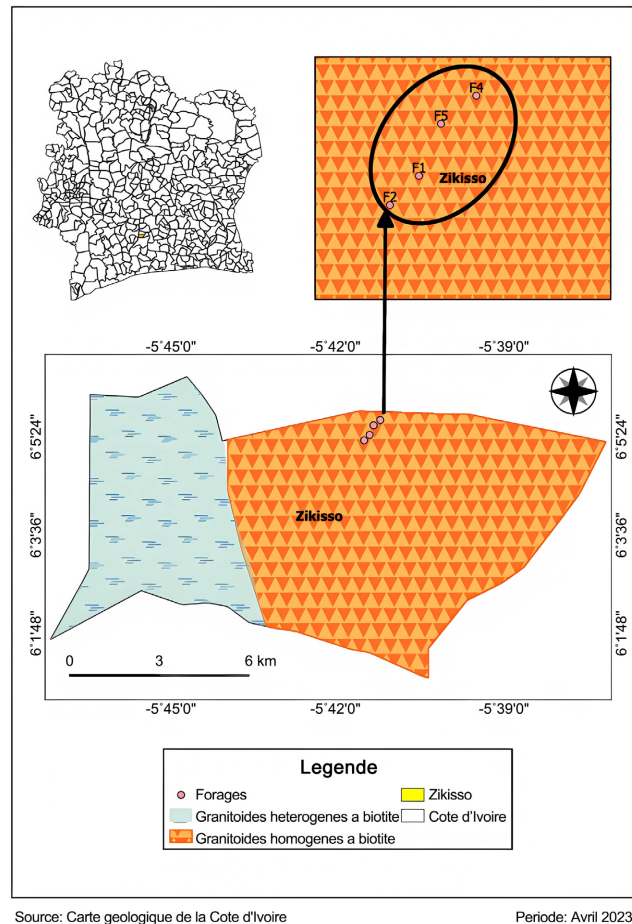 F4
F5
F1
Zikisso
F2
-5°45'0" -5°42'0" -5°39'0"
6°5'24" 6°5'24"
Zikisso
6°3'36" 6°3'36"
6°1'48" 6°1'48"
0 3 6 km
-5°45'0" -5°42'0" -5°39'0"
Legende
Forages Zikisso
Granitoides heterogenes a biotite Cote d'Ivoire
Granitoides homogenes a biotite
Source: Carte geologique de la Cote d'Ivoire Periode: Avril 2023